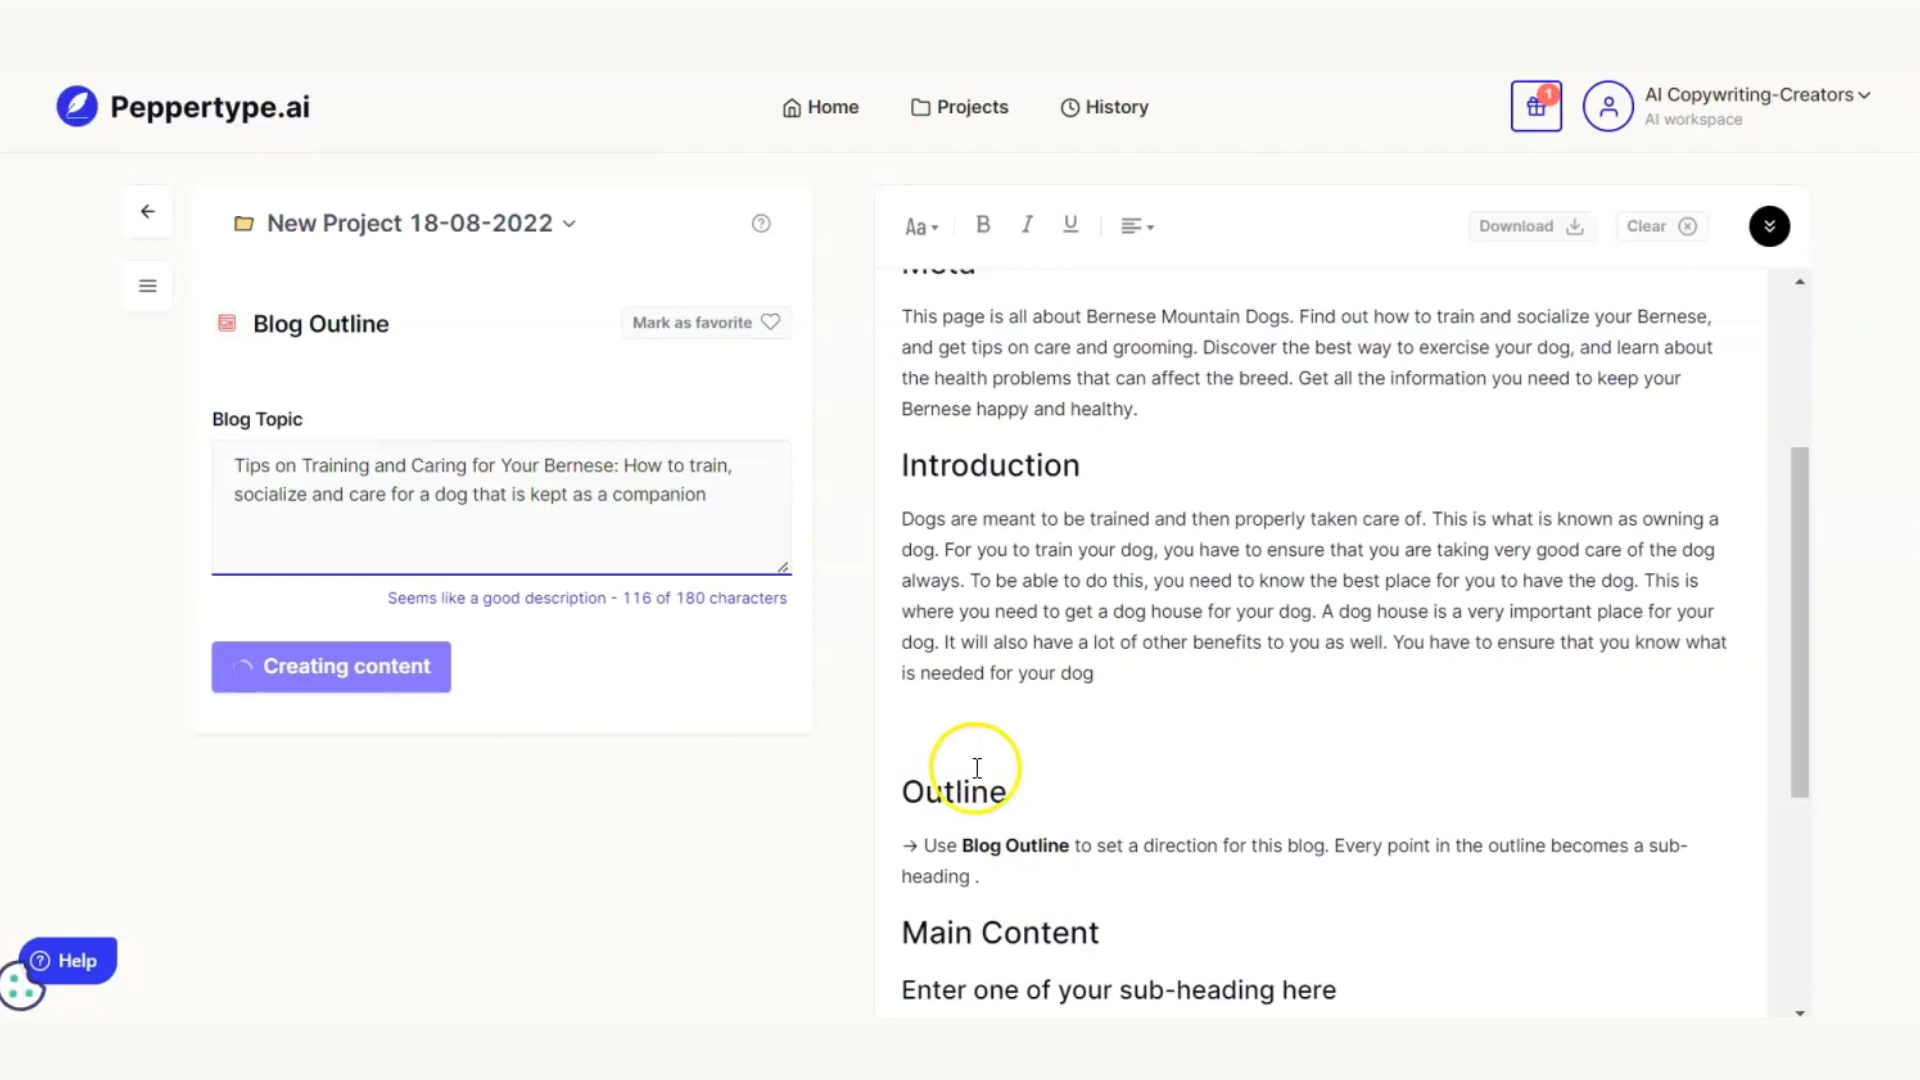 Peppertype.ai
Home
Projects
History
1
AI Copywriting-Creators
AI workspace
New Project 18-08-2022
Blog Outline
Mark as favorite
Blog Topic
Tips on Training and Caring for Your Bernese: How to train,
socialize and care for a dog that is kept as a companion
Seems like a good description - 116 of 180 characters
Creating content
Help
Aa
B
I
U
Download
Clear
Meta
This page is all about Bernese Mountain Dogs. Find out how to train and socialize your Bernese,
and get tips on care and grooming. Discover the best way to exercise your dog, and learn about
the health problems that can affect the breed. Get all the information you need to keep your
Bernese happy and healthy.
Introduction
Dogs are meant to be trained and then properly taken care of. This is what is known as owning a
dog. For you to train your dog, you have to ensure that you are taking very good care of the dog
always. To be able to do this, you need to know the best place for you to have the dog. This is
where you need to get a dog house for your dog. A dog house is a very important place for your
dog. It will also have a lot of other benefits to you as well. You have to ensure that you know what
is needed for your dog
Outline
→ Use Blog Outline to set a direction for this blog. Every point in the outline becomes a sub-
heading .
Main Content
Enter one of your sub-heading here